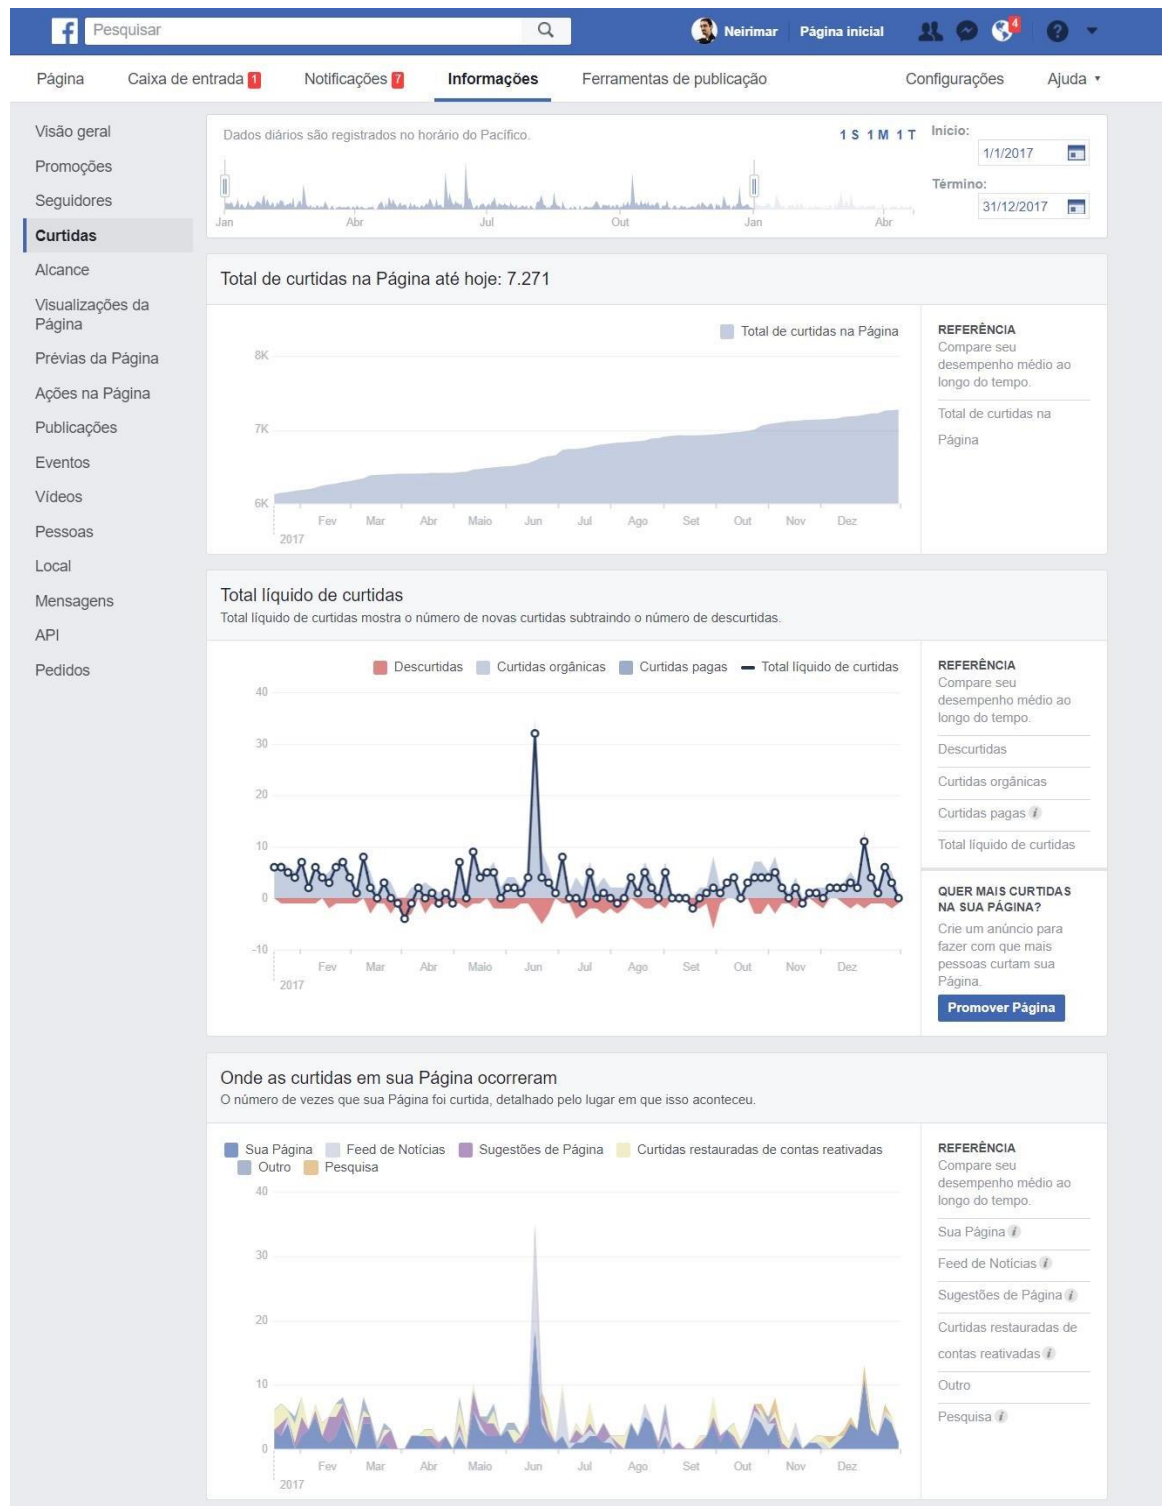 Pesquisar
Neirimar Página inicial 4
Página Caixa de entrada 1 Notificações 7 Informações Ferramentas de publicação Configurações Ajuda
Visão geral
Promoções
Seguidores
Curtidas
Alcance
Visualizações da
Página
Prévias da Página
Ações na Página
Publicações
Eventos
Vídeos
Pessoas
Local
Mensagens
API
Pedidos
Dados diários são registrados no horário do Pacífico.
1 S 1 M 1 T
Início:
1/1/2017
Término:
31/12/2017
Jan Abr Jul Out Jan Abr
Total de curtidas na Página até hoje: 7.271
Total de curtidas na Página
8K
7K
6K
Fev Mar Abr Maio Jun Jul Ago Set Out Nov Dez
2017
REFERÊNCIA
Compare seu
desempenho médio ao
longo do tempo.
Total de curtidas na
Página
Total líquido de curtidas
Total líquido de curtidas mostra o número de novas curtidas subtraindo o número de descurtidas.
Descurtidas Curtidas orgânicas Curtidas pagas Total líquido de curtidas
40
30
20
10
0
-10
Fev Mar Abr Maio Jun Jul Ago Set Out Nov Dez
2017
REFERÊNCIA
Compare seu
desempenho médio ao
longo do tempo.
Descurtidas
Curtidas orgânicas
Curtidas pagas i
Total líquido de curtidas
QUER MAIS CURTIDAS
NA SUA PÁGINA?
Crie um anúncio para
fazer com que mais
pessoas curtam sua
Página.
Promover Página
Onde as curtidas em sua Página ocorreram
O número de vezes que sua Página foi curtida, detalhado pelo lugar em que isso aconteceu.
Sua Página Feed de Notícias Sugestões de Página Curtidas restauradas de contas reativadas
Outro Pesquisa
40
30
20
10
0
Fev Mar Abr Maio Jun Jul Ago Set Out Nov Dez
2017
REFERÊNCIA
Compare seu
desempenho médio ao
longo do tempo.
Sua Página i
Feed de Notícias i
Sugestões de Página i
Curtidas restauradas de
contas reativadas i
Outro
Pesquisa i